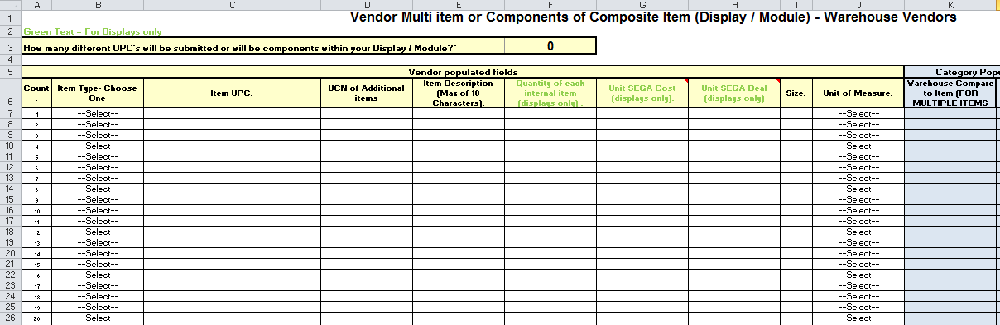 A B C D E F G H I J K
1 Vendor Multi item or Components of Composite Item (Display / Module) - Warehouse Vendors
2 Green Text = For Displays only
3 How many different UPC's will be submitted or will be components within your Display / Module?* 0
4
5 Vendor populated fields Category Popu
6 Count : Item Type- Choose One Item UPC: UCN of Additional items Item Description (Max of 18 Characters): Quantity of each internal item (displays only) : Unit SEGA Cost (displays only): Unit SEGA Deal (displays only) Size: Unit of Measure: Warehouse Compare to Item (FOR MULTIPLE ITEMS
7 1 --Select-- --Select--
8 2 --Select-- --Select--
9 3 --Select-- --Select--
10 4 --Select-- --Select--
11 5 --Select-- --Select--
12 6 --Select-- --Select--
13 7 --Select-- --Select--
14 8 --Select-- --Select--
15 9 --Select-- --Select--
16 10 --Select-- --Select--
17 11 --Select-- --Select--
18 12 --Select-- --Select--
19 13 --Select-- --Select--
20 14 --Select-- --Select--
21 15 --Select-- --Select--
22 16 --Select-- --Select--
23 17 --Select-- --Select--
24 18 --Select-- --Select--
25 19 --Select-- --Select--
26 20 --Select-- --Select--